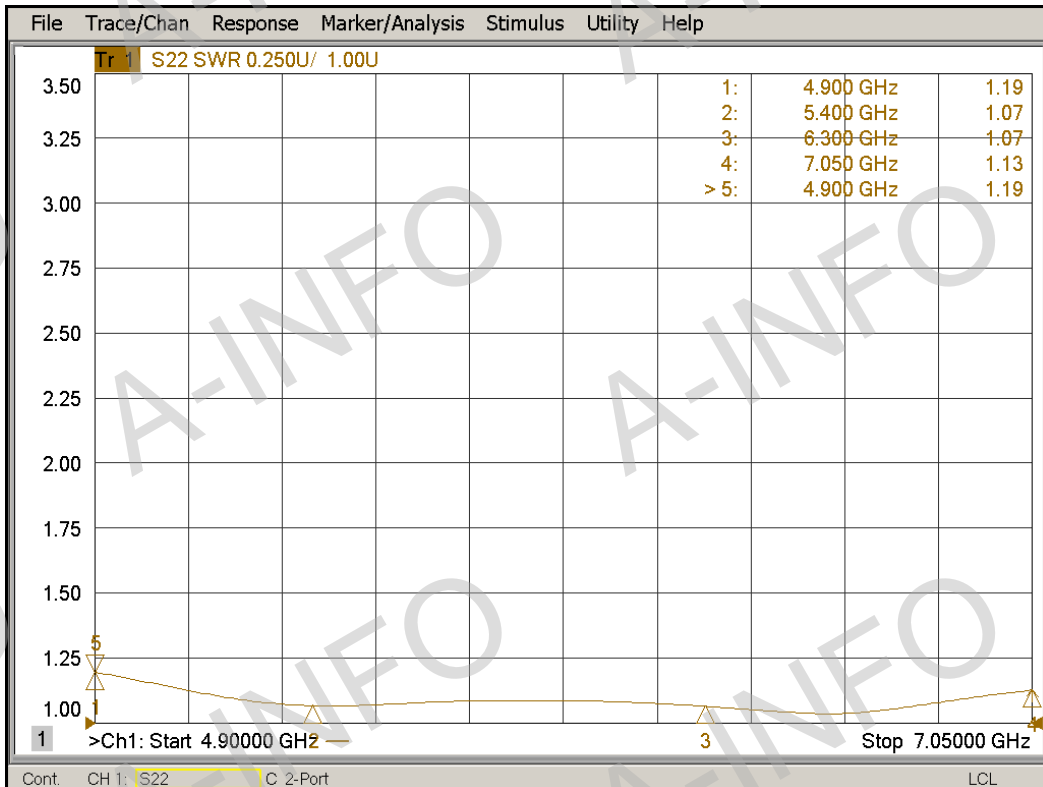 File Trace/Chan Response Marker/Analysis Stimulus Utility Help
Tr 1 S22 SWR 0.250U/ 1.00U
3.50
3.25
3.00
2.75
2.50
2.25
2.00
1.75
1.50
1.25
1.00
1: 4.900 GHz 1.19
2: 5.400 GHz 1.07
3: 6.300 GHz 1.07
4: 7.050 GHz 1.13
> 5: 4.900 GHz 1.19
A-INFO
A-INFO
A-INFO
A-INFO
5
1
2
3
4
1 >Ch1: Start 4.90000 GHz Stop 7.05000 GHz
Cont. CH 1: S22 C 2-Port LCL